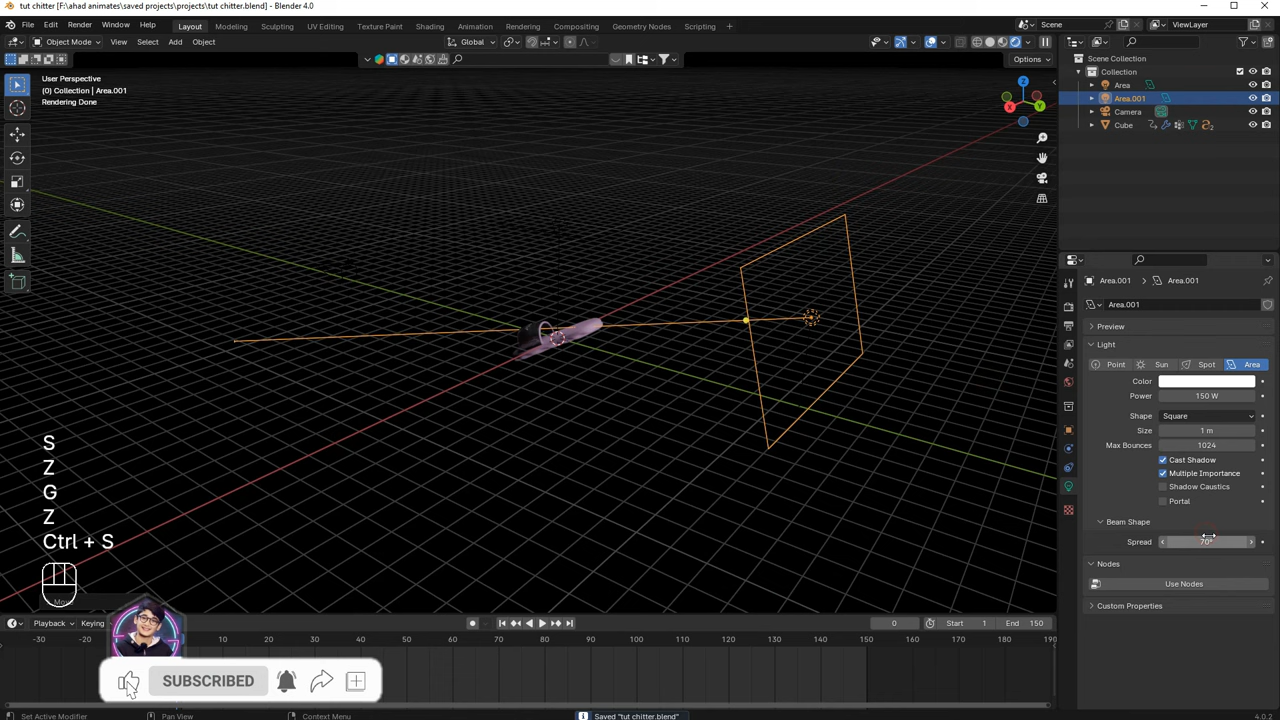 tut chitter [F:\ahad animates\saved projects\projects\tut chitter.blend] - Blender 4.0
File Edit Render Window Help Layout Modeling Sculpting UV Editing Texture Paint Shading Animation Rendering Compositing Geometry Nodes Scripting Scene ViewLayer
Object Mode View Select Add Object Global
Options
User Perspective
(0) Collection | Area.001
Rendering Done
Scene Collection
Collection
Area
Area.001
Camera
Cube
2
X Y Z
Area.001 Area.001
Area.001
Preview
Light
Point Sun Spot Area
Color
Power 150 W
Shape Square
Size 1 m
Max Bounces 1024
Cast Shadow
Multiple Importance
Shadow Caustics
Portal
Beam Shape
Spread 70°
Nodes
Use Nodes
Custom Properties
S
Z
G
Z
Ctrl + S
Move
Playback Keying 0 Start 1 End 150
-30 -20 10 20 30 40 50 60 70 80 90 100 110 120 130 140 150 160 170 180 190
SUBSCRIBED
Set Active Modifier Pan View Context Menu Saved "tut chitter.blend" 4.0.2